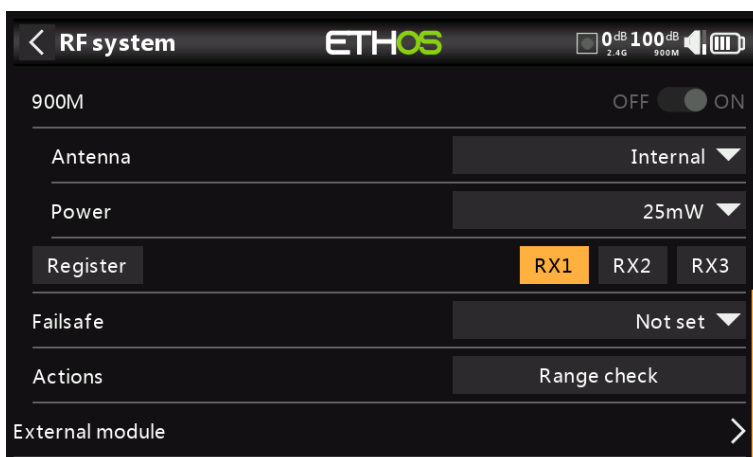 RF system ETHOS 0dB 2.4G 100dB 900M
900M OFF ON
Antenna Internal
Power 25mW
Register RX1 RX2 RX3
Failsafe Not set
Actions Range check
External module